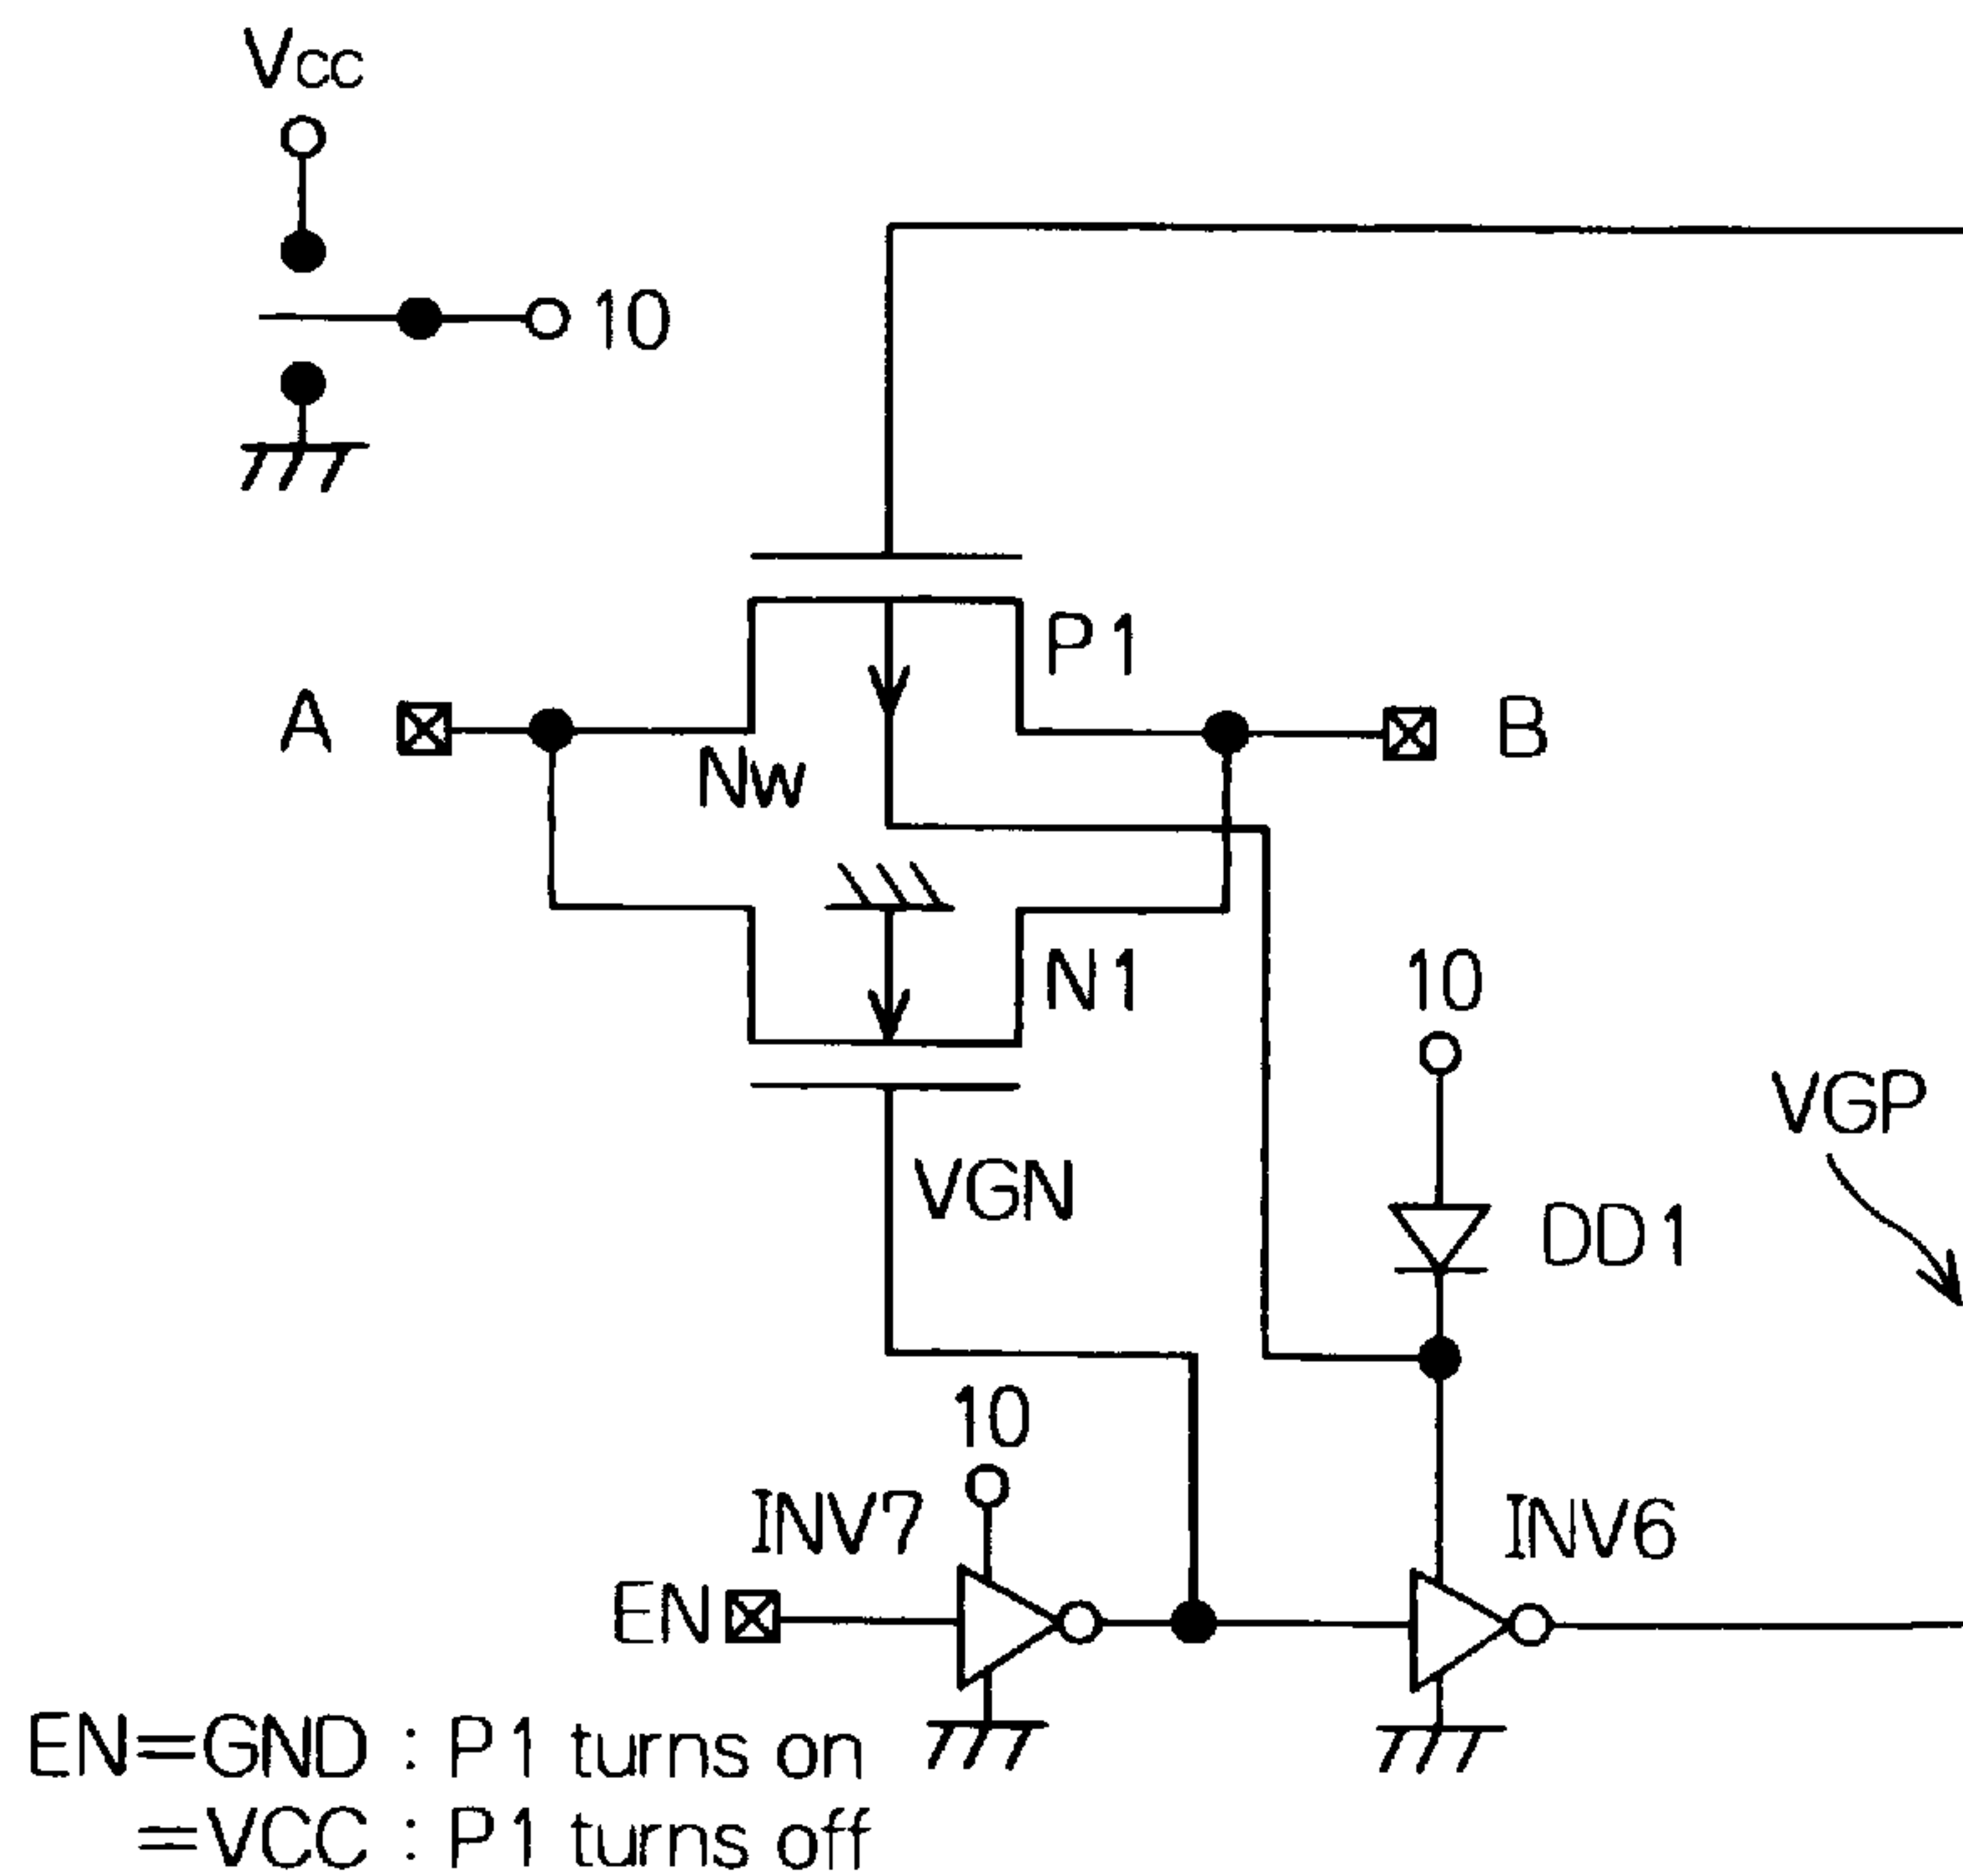 Vcc
10
P1
A
B
Nw
N1
10
VGP
VGN
DD1
10
INV7
INV6
EN
EN=GND : P1 turns on
=VCC : P1 turns off